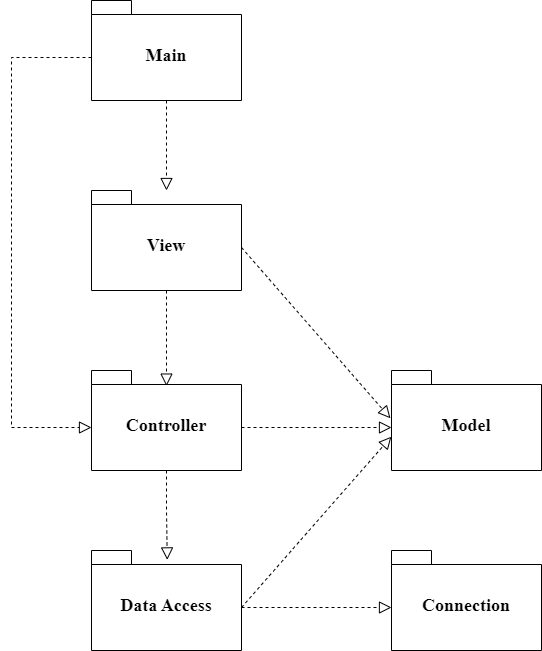 Main
View
Controller
Model
Data Access
Connection